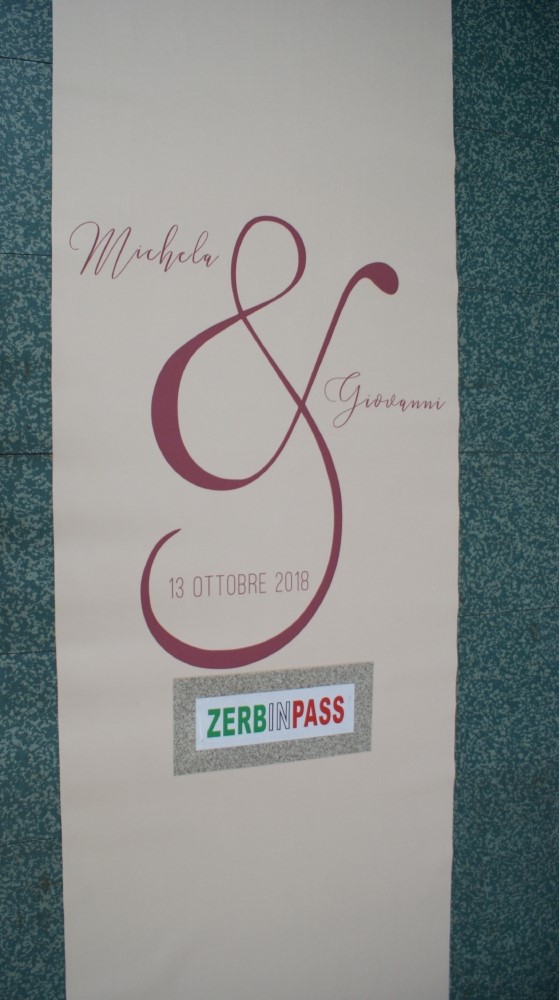 Michela
&
Giovanni
13 OTTOBRE 2018
ZERBINPASS